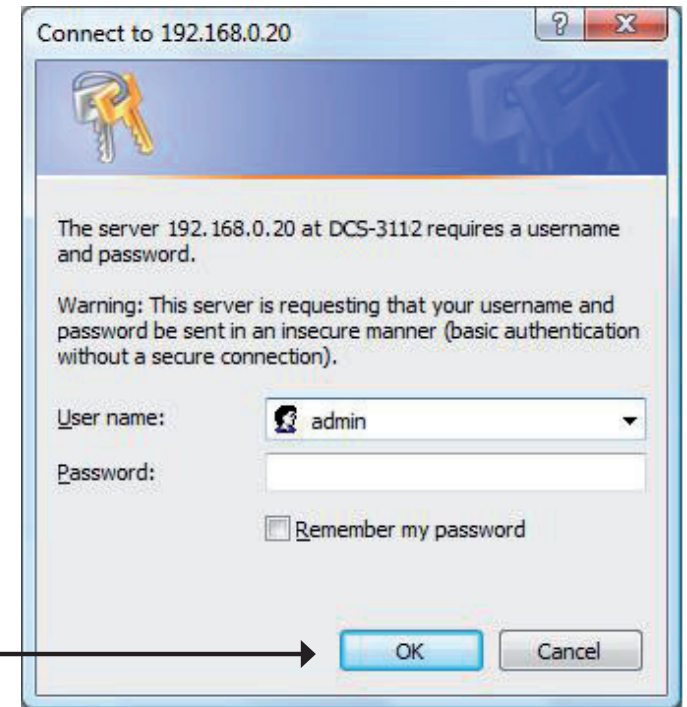 Connect to 192.168.0.20
The server 192.168.0.20 at DCS-3112 requires a username
and password.
Warning: This server is requesting that your username and
password be sent in an insecure manner (basic authentication
without a secure connection).
User name:
admin
Password:
Remember my password
OK
Cancel